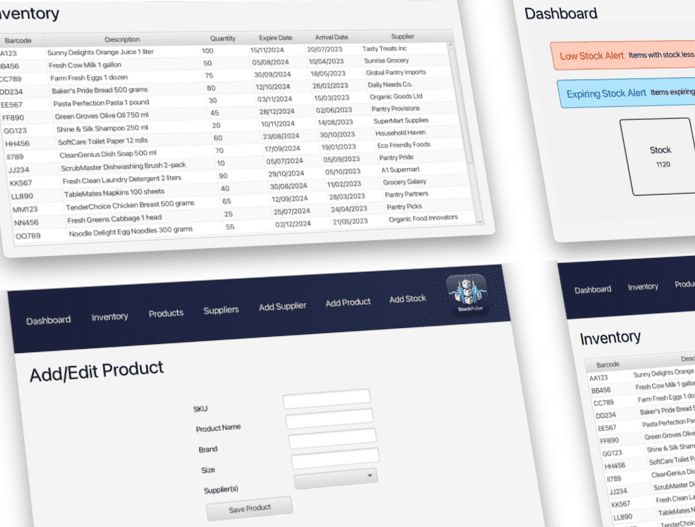 nventory
Barcode Description Quantity Expire Date Arrival Date Supplier
AA123 Sunny Delights Orange Juice 1 liter 100 15/11/2024 20/07/2023 Tasty Treats Inc
BB456 Fresh Cow Milk 1 gallon 50 05/08/2024 10/04/2023 Sunrise Grocery
CC789 Farm Fresh Eggs 1 dozen 75 30/09/2024 18/05/2023 Global Pantry Imports
DD234 Baker's Pride Bread 500 grams 80 12/10/2024 26/02/2023 Daily Needs Co.
EE567 Pasta Perfection Pasta 1 pound 30 03/11/2024 15/03/2023 Organic Goods Ltd
FF890 Green Groves Olive Oil 750 ml 45 28/12/2024 02/06/2023 Pantry Provisions
GG123 Shine & Silk Shampoo 250 ml 20 10/11/2024 14/08/2023 SuperMart Supplies
HH456 SoftCare Toilet Paper 12 rolls 60 23/08/2024 30/10/2023 Household Haven
II789 CleanGenius Dish Soap 500 ml 70 17/09/2024 19/01/2023 Eco Friendly Foods
JJ234 ScrubMaster Dishwashing Brush 2-pack 10 05/07/2024 05/09/2023 Pantry Pride
KK567 Fresh Clean Laundry Detergent 2 liters 90 29/10/2024 05/10/2023 A1 Supermart
LL890 TableMates Napkins 100 sheets 40 30/08/2024 11/02/2023 Grocery Galaxy
MM123 TenderChoice Chicken Breast 500 grams 65 12/09/2024 28/03/2023 Pantry Partners
NN456 Fresh Greens Cabbage 1 head 25 25/07/2024 24/04/2023 Pantry Picks
OO789 Noodle Delight Egg Noodles 300 grams 55 02/12/2024 21/05/2023 Organic Food Innovators
Dashboard
Low Stock Alert Items with stock less
Expiring Stock Alert Items expiring
Stock
1120
Dashboard Inventory Products Suppliers Add Supplier Add Product Add Stock
StockPulse
Add/Edit Product
SKU
Product Name
Brand
Size
Supplier(s)
Save Product
Dashboard Inventory Produ
Inventory
Barcode Desc
AA123 Sunny Delights Orange
BB456 Fresh Cow Milk 1 gallo
CC789 Farm Fresh Eggs 1 do
DD234 Baker's Pride Bread 5
EE567 Pasta Perfection Pa
FF890 Green Groves Olive
GG123 Shine & Silk Sham
HH456 SoftCare Toilet P
II789 CleanGenius Dis
JJ234 ScrubMaster D
KK567 Fresh Clean L
LL890 TableMates N